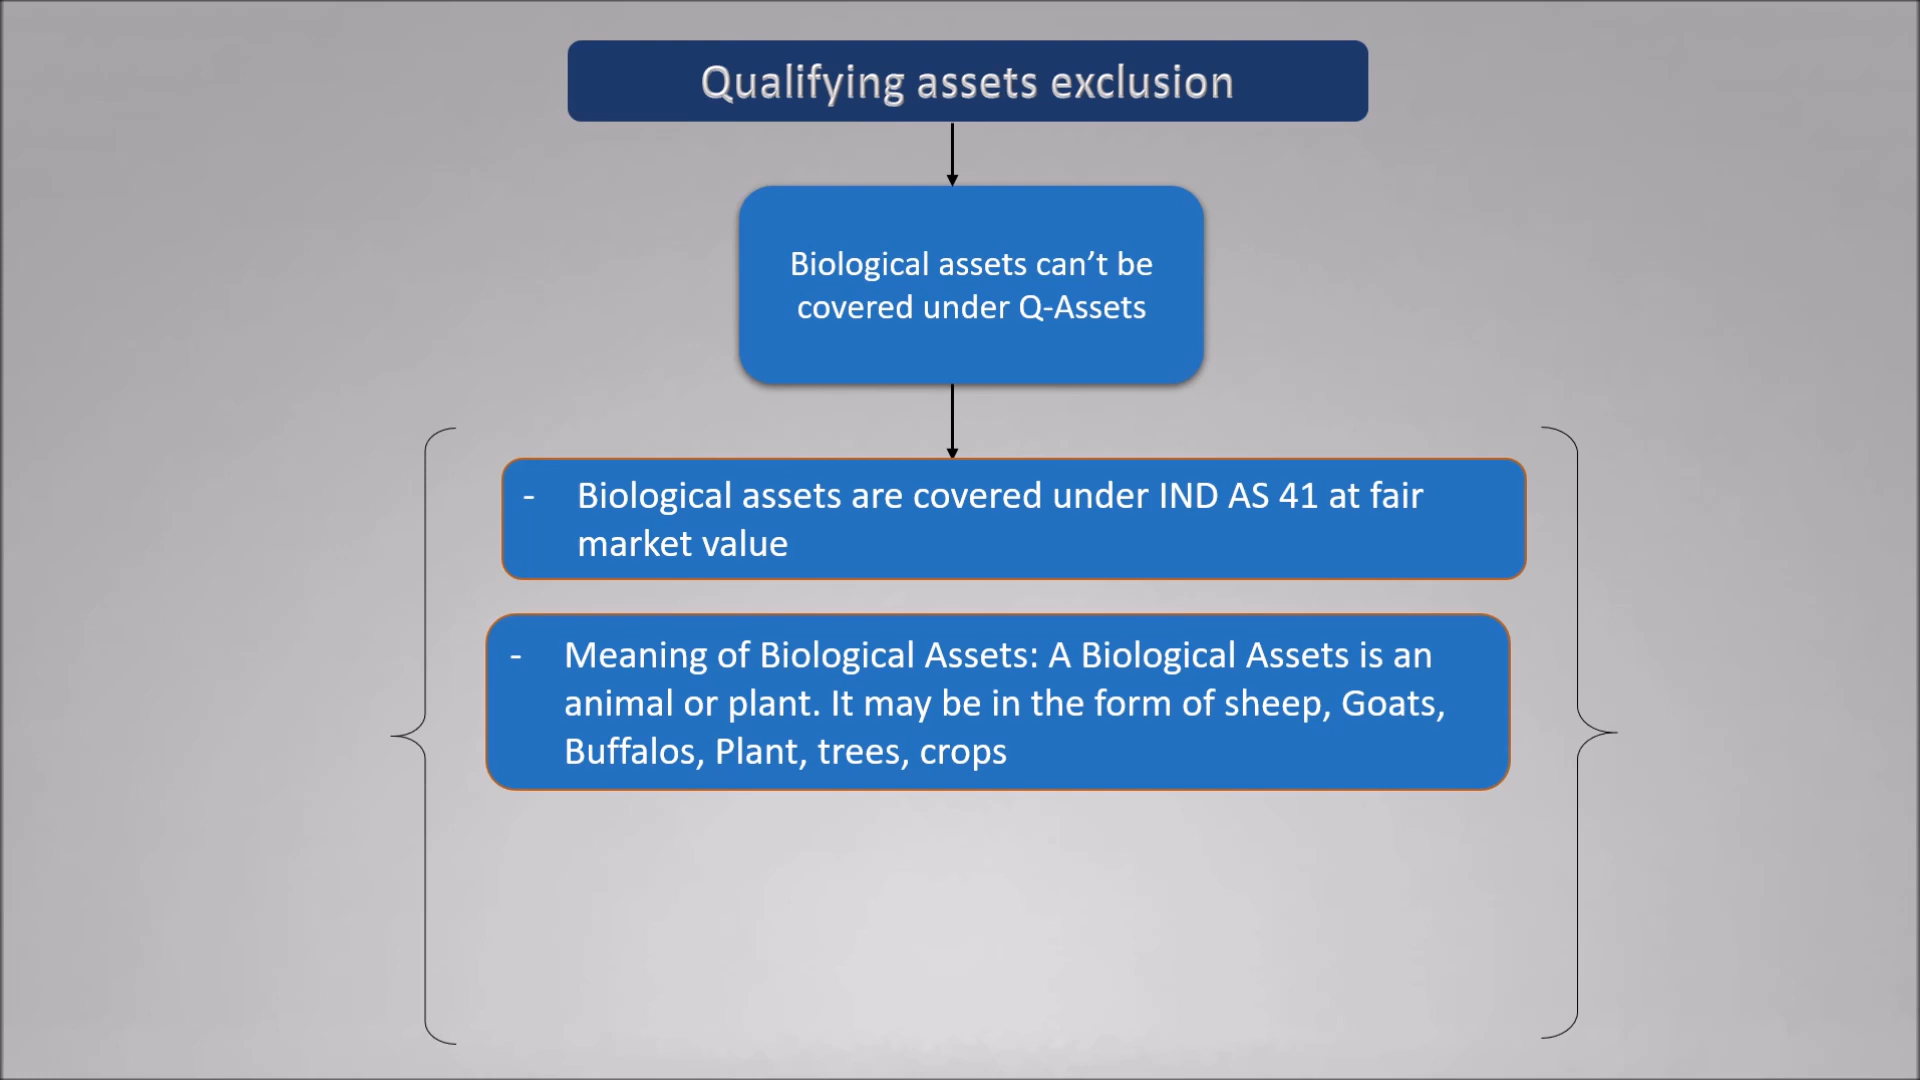 Qualifying assets exclusion
Biological assets can’t be
covered under Q-Assets
- Biological assets are covered under IND AS 41 at fair
market value
- Meaning of Biological Assets: A Biological Assets is an
animal or plant. It may be in the form of sheep, Goats,
Buffalos, Plant, trees, crops